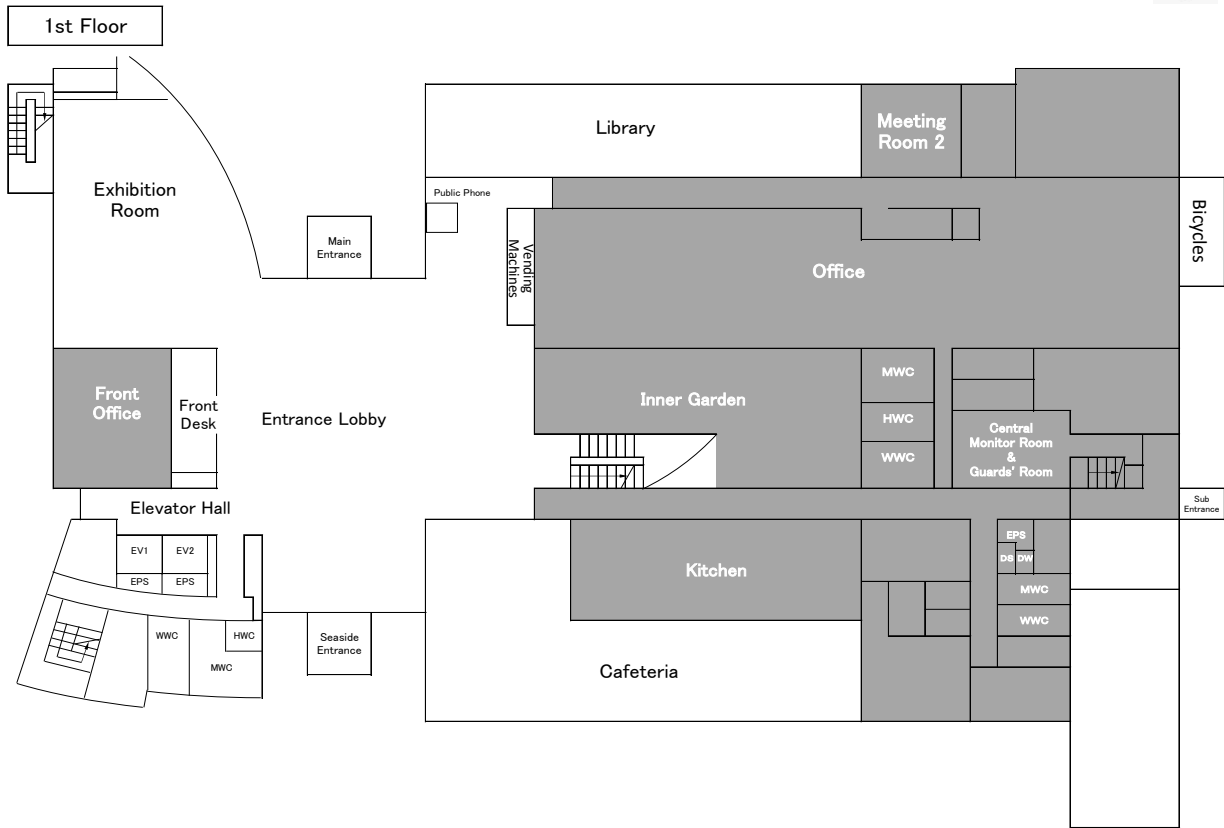 1st Floor
Library
Meeting
Room 2
Exhibition
Room
Public Phone
Bicycles
Main
Entrance
Vending
Machines
Office
Front
Office
Front
Desk
Entrance Lobby
Inner Garden
MWC
HWC
WWC
Central
Monitor Room
&
Guards' Room
Elevator Hall
Sub
Entrance
EV1
EV2
EPS
EPS
Kitchen
EPS
DS
DW
MWC
WWC
WWC
HWC
MWC
Seaside
Entrance
Cafeteria